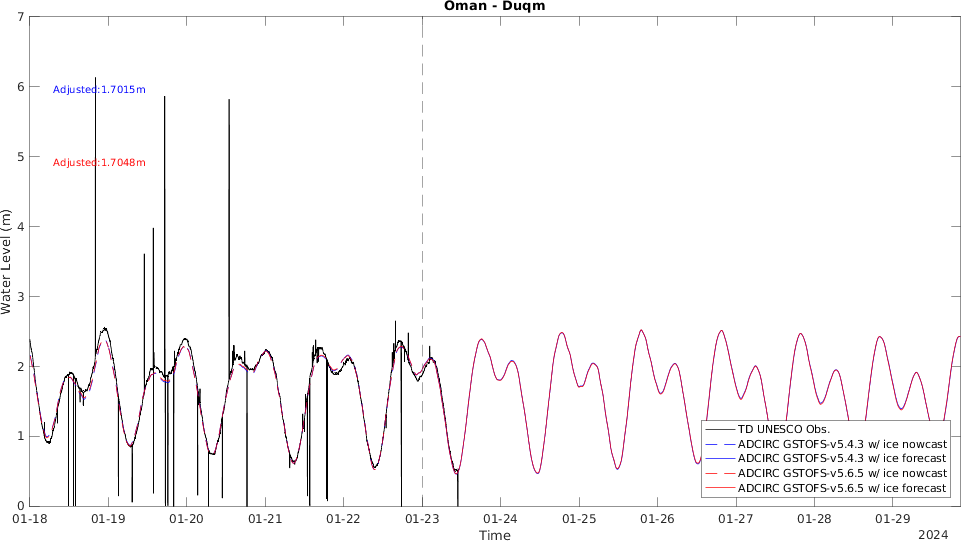 Oman - Duqm
7
6
5
4
3
2
1
0
Water Level (m)
Adjusted:1.7015m
Adjusted:1.7048m
TD UNESCO Obs.
ADCIRC GSTOFS-v5.4.3 w/ ice nowcast
ADCIRC GSTOFS-v5.4.3 w/ ice forecast
ADCIRC GSTOFS-v5.6.5 w/ ice nowcast
ADCIRC GSTOFS-v5.6.5 w/ ice forecast
01-18 01-19 01-20 01-21 01-22 01-23 01-24 01-25 01-26 01-27 01-28 01-29
Time
2024